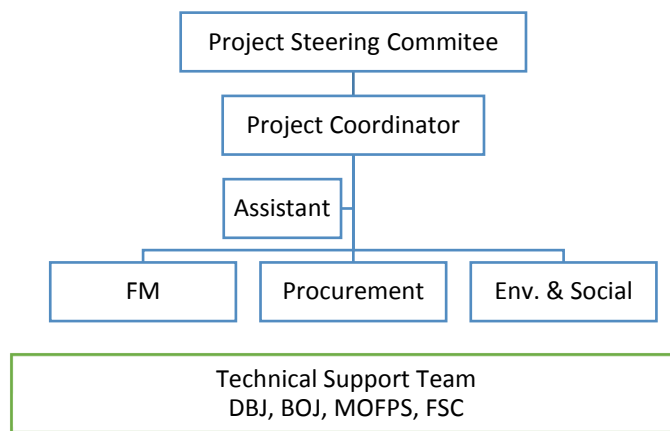 Project Steering Commitee
Project Coordinator
Assistant
FM
Procurement
Env. & Social
Technical Support Team
DBJ, BOJ, MOFPS, FSC